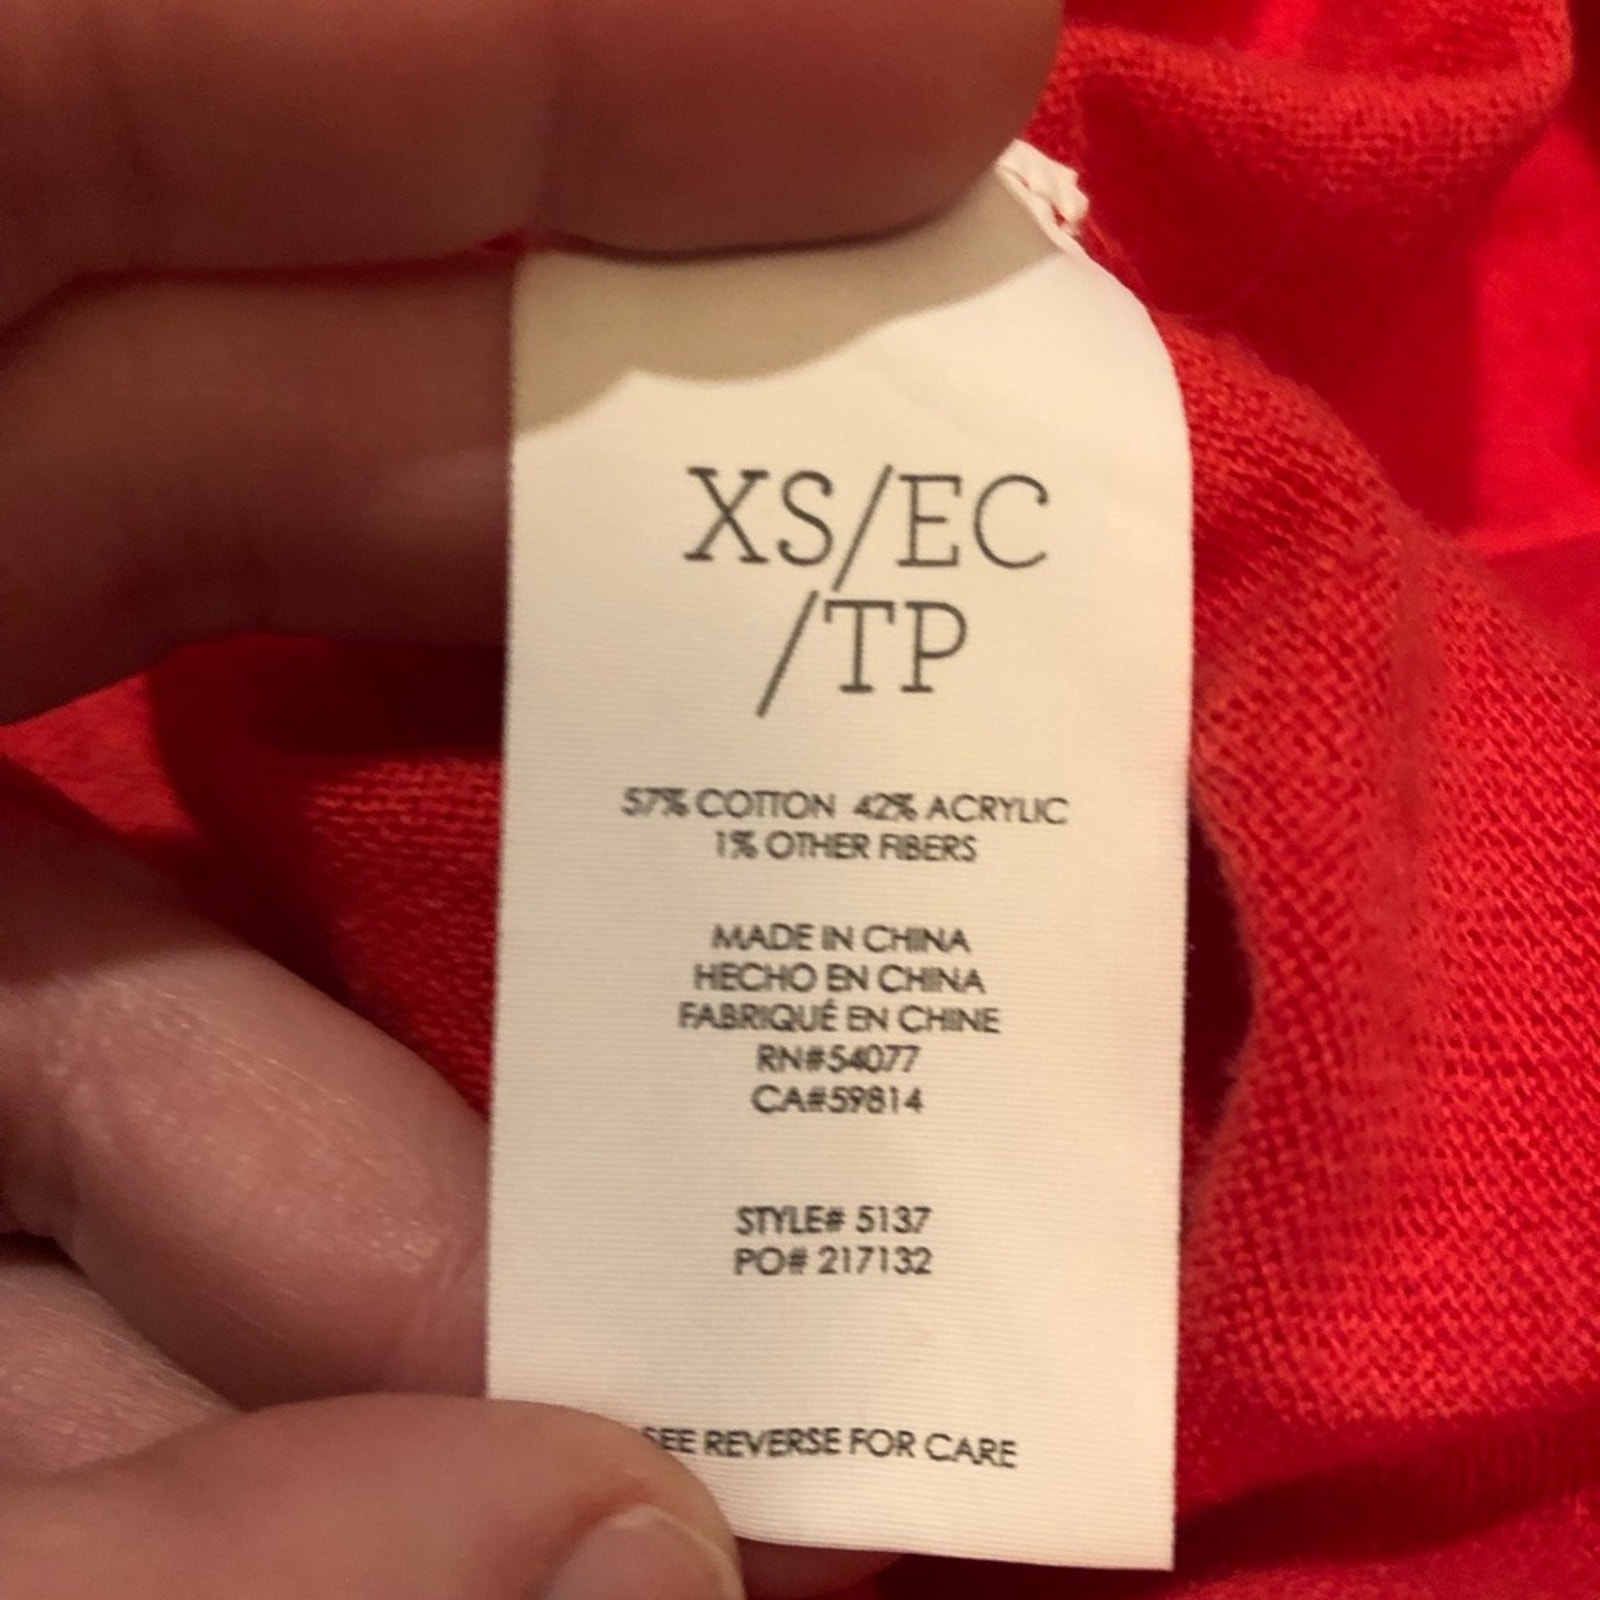 XS/EC
/TP
57% COTTON 42% ACRYLIC
1% OTHER FIBERS
MADE IN CHINA
HECHO EN CHINA
FABRIQUÉ EN CHINE
RN#54077
CA#59814
STYLE# 5137
PO# 217132
SEE REVERSE FOR CARE